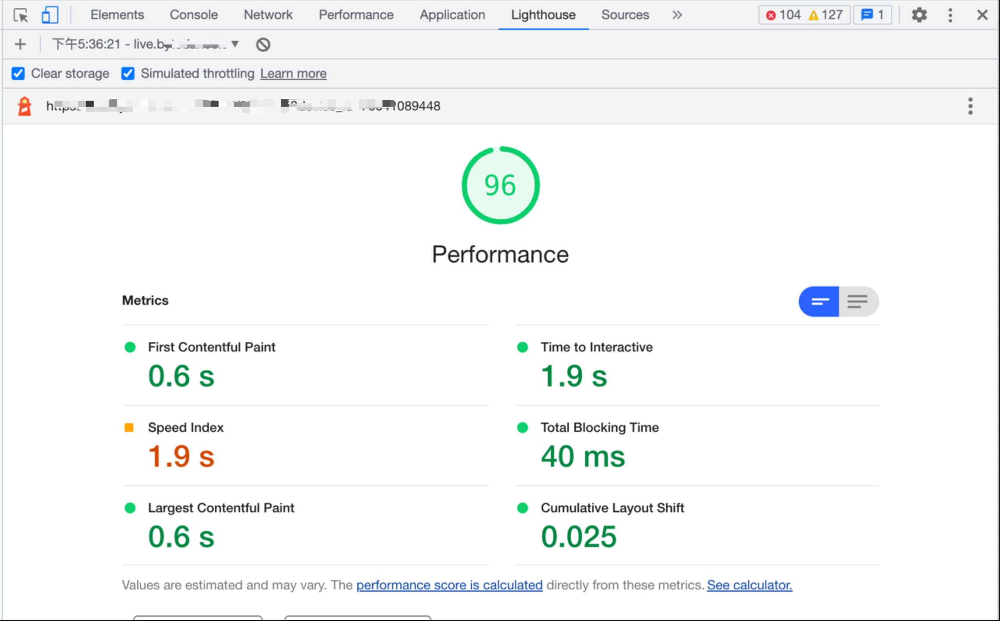 Elements Console Network Performance Application Lighthouse Sources » 104 127 1
下午5:36:21 - live.
Clear storage Simulated throttling Learn more
089448
96
Performance
Metrics
First Contentful Paint Time to Interactive
0.6 s 1.9 s
Speed Index Total Blocking Time
1.9 s 40 ms
Largest Contentful Paint Cumulative Layout Shift
0.6 s 0.025
Values are estimated and may vary. The performance score is calculated directly from these metrics. See calculator.